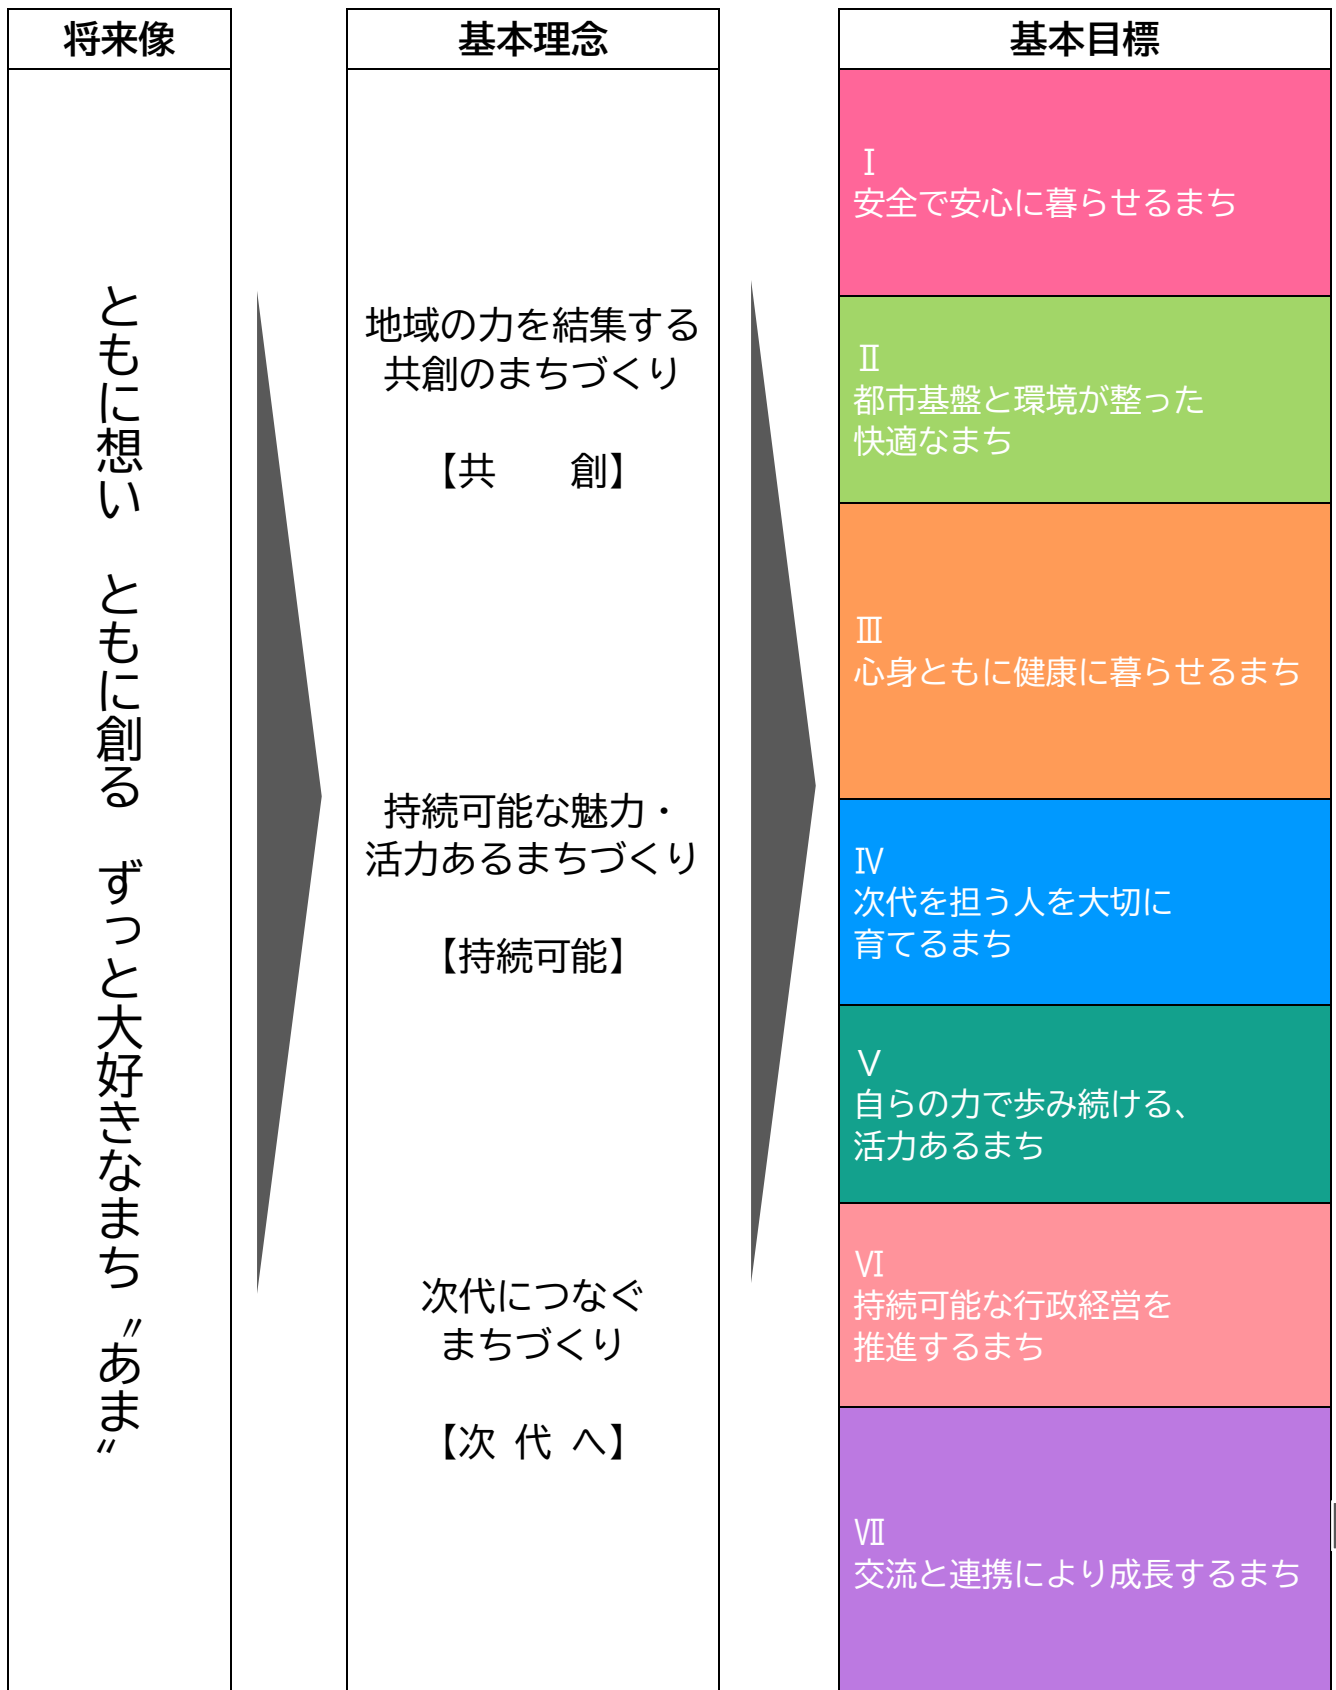 将来像
ともに想い　ともに創る　ずっと大好きなまち〝あま〟
基本理念
地域の力を結集する
共創のまちづくり
【共　　創】
持続可能な魅力・
活力あるまちづくり
【持続可能】
次代につなぐ
まちづくり
【次 代 へ】
基本目標
Ⅰ
安全で安心に暮らせるまち
Ⅱ
都市基盤と環境が整った
快適なまち
Ⅲ
心身ともに健康に暮らせるまち
Ⅳ
次代を担う人を大切に
育てるまち
Ⅴ
自らの力で歩み続ける、
活力あるまち
Ⅵ
持続可能な行政経営を
推進するまち
Ⅶ
交流と連携により成長するまち